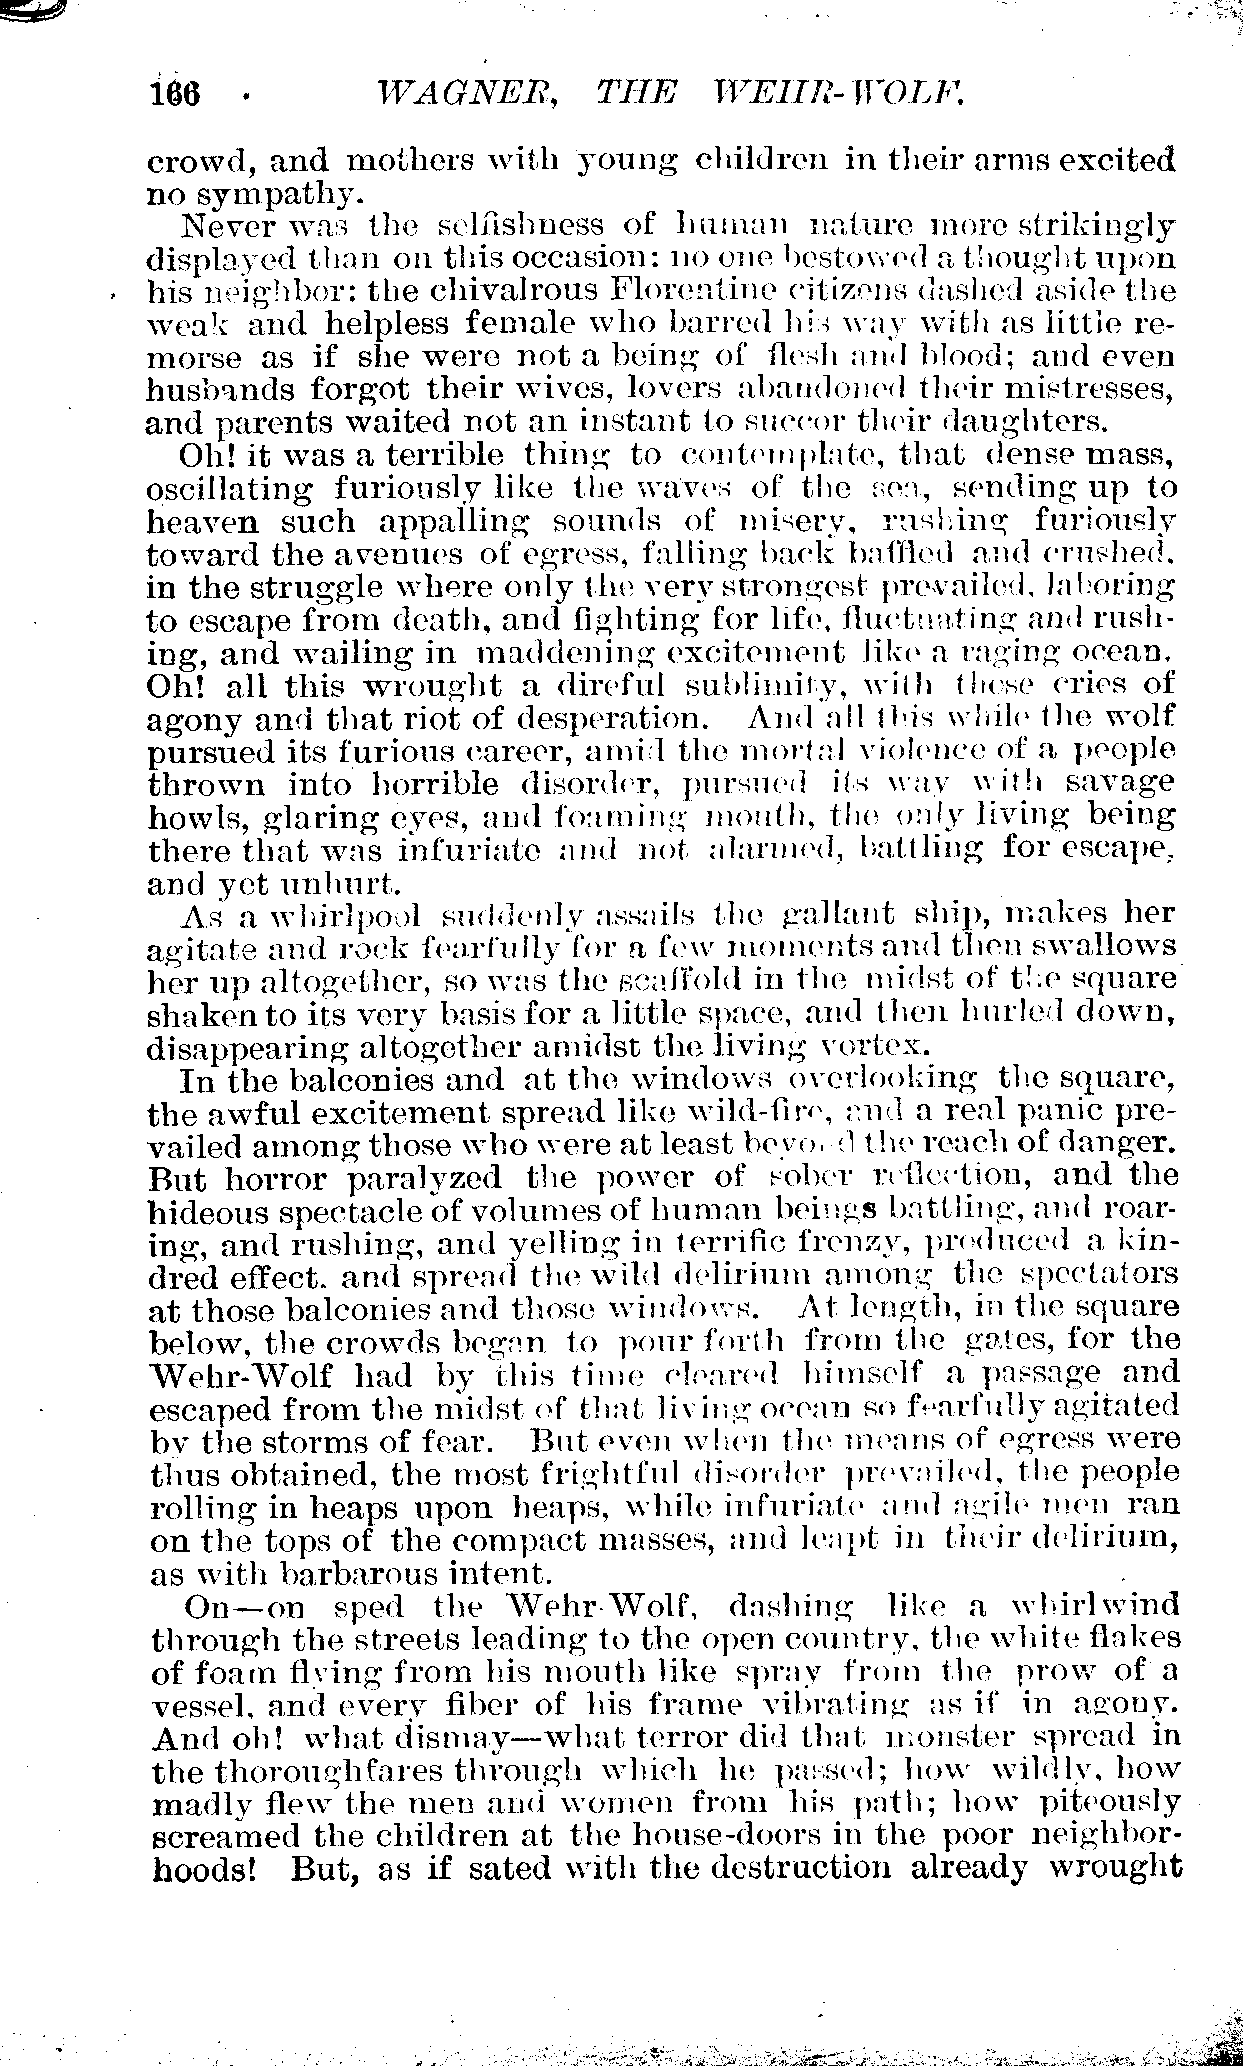 166 WAGNER, THE WEHR-WOLF.
crowd, and mothers with young children in their arms excited
no sympathy.
Never was the selfishness of human nature more strikingly
displayed than on this occasion: no one bestowed a thought upon
his neighbor: the chivalrous Florentine citizens dashed aside the
weak and helpless female who barred his way with as little re-
morse as if she were not a being of flesh and blood; and even
husbands forgot their wives, lovers abandoned their mistresses,
and parents waited not an instant to succor their daughters.
Oh! it was a terrible thing to contemplate, that dense mass,
oscillating furiously like the waves of the sea, sending up to
heaven such appalling sounds of misery, rushing furiously
toward the avenues of egress, falling back baffled and crushed,
in the struggle where only the very strongest prevailed, laboring
to escape from death, and fighting for life, fluctuating and rush-
ing, and wailing in maddening excitement like a raging ocean.
Oh! all this wrought a direful sublimity, with these cries of
agony and that riot of desperation. And all this while the wolf
pursued its furious career, amid the mortal violence of a people
thrown into horrible disorder, pursued its way with savage
howls, glaring eyes, and foaming mouth, the only living being
there that was infuriate and not alarmed, battling for escape,
and yet unhurt.
As a whirlpool suddenly assails the gallant ship, makes her
agitate and rock fearfully for a few moments and then swallows
her up altogether, so was the scaffold in the midst of the square
shaken to its very basis for a little space, and then hurled down,
disappearing altogether amidst the living vortex.
In the balconies and at the windows overlooking the square,
the awful excitement spread like wild-fire, and a real panic pre-
vailed among those who were at least beyond the reach of danger.
But horror paralyzed the power of sober reflection, and the
hideous spectacle of volumes of human beings battling, and roar-
ing, and rushing, and yelling in terrific frenzy, produced a kin-
dred effect. and spread the wild delirium among the spectators
at those balconies and those windows. At length, in the square
below, the crowds began to pour forth from the gates, for the
Wehr-Wolf had by this time cleared himself a passage and
escaped from the midst of that living ocean so fearfully agitated
by the storms of fear. But even when the means of egress were
thus obtained, the most frightful disorder prevailed, the people
rolling in heaps upon heaps, while infuriate and agile men ran
on the tops of the compact masses, and leapt in their delirium,
as with barbarous intent.
On—on sped the Wehr-Wolf, dashing like a whirlwind
through the streets leading to the open country, the white flakes
of foam flying from his mouth like spray from the prow of a
vessel, and every fiber of his frame vibrating as if in agony.
And oh! what dismay—what terror did that monster spread in
the thoroughfares through which he passed; how wildly, how
madly flew the men and women from his path; how piteously
screamed the children at the house-doors in the poor neighbor-
hoods! But, as if sated with the destruction already wrought